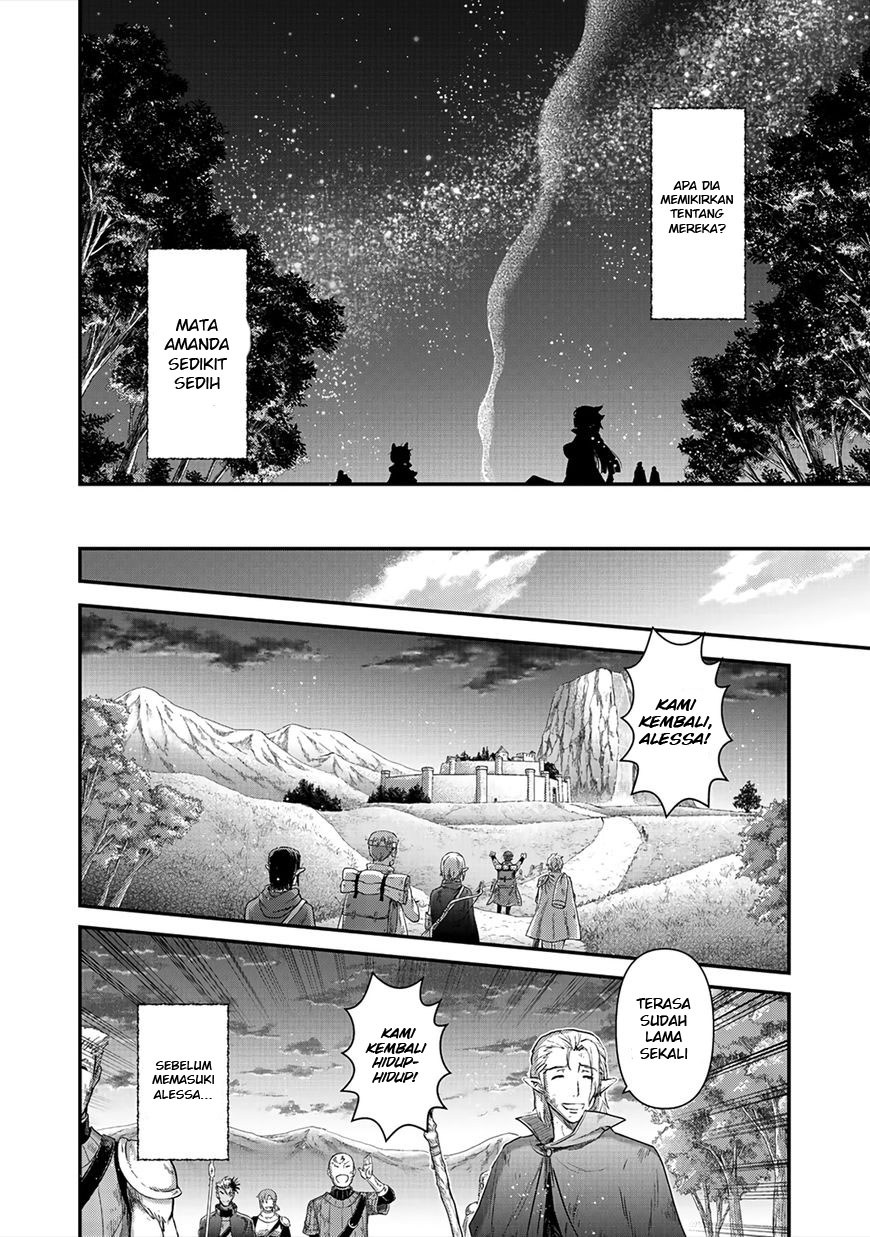 APA DIA
MEMIKIRKAN
TENTANG
MEREKA?
MATA
AMANDA
SEDIKIT
SEDIH
KAMI
KEMBALI,
ALESSA!
TERASA
SUDAH
LAMA
SEKALI
KAMI
KEMBALI
HIDUP-
HIDUP!
SEBELUM
MEMASUKI
ALESSA...